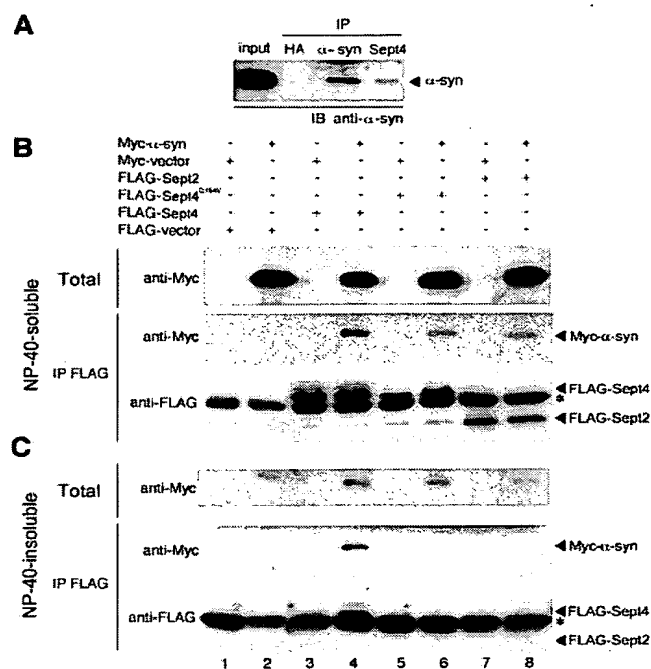 A
IP
input HA α-syn Sept4
◄ α-syn
IB anti-α-syn
B
Myc-α-syn - + - + - + - +
Myc-vector + - + - + - + -
FLAG-Sept2 - - - - - - + +
FLAG-Sept4 - - - - + + - -
FLAG-Sept4 - - + + - - - -
FLAG-vector + + - - - - - -
NP-40-soluble
Total anti-Myc
IP FLAG
anti-Myc ◄ Myc-α-syn
anti-FLAG ◄ FLAG-Sept4
*
◄ FLAG-Sept2
C
NP-40-insoluble
Total anti-Myc
IP FLAG
anti-Myc ◄ Myc-α-syn
anti-FLAG ◄ FLAG-Sept4
*
◄ FLAG-Sept2
1 2 3 4 5 6 7 8